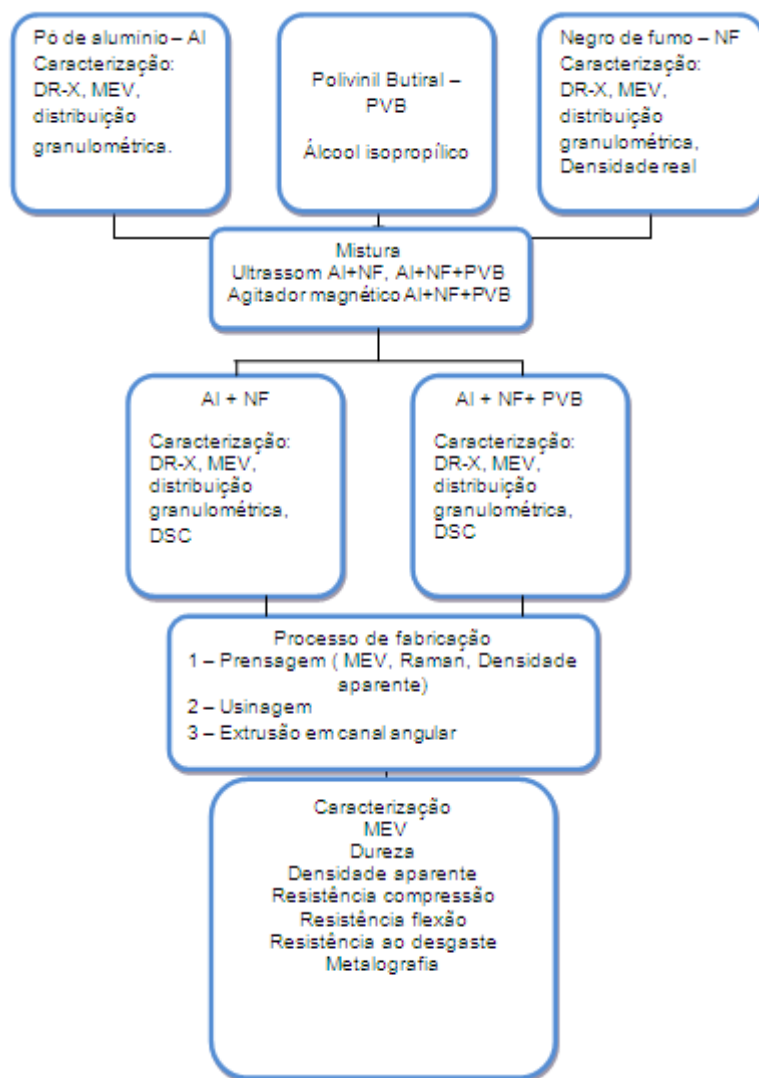 Pó de alumínio – Al
Caracterização:
DR-X, MEV,
distribuição
granulométrica.
Polivinil Butiral –
PVB
Álcool isopropílico
Negro de fumo – NF
Caracterização:
DR-X, MEV,
distribuição
granulométrica,
Densidade real
Mistura
Ultrassom Al+NF, Al+NF+PVB
Agitador magnético Al+NF+PVB
Al + NF
Caracterização:
DR-X, MEV,
distribuição
granulométrica,
DSC
Al + NF+ PVB
Caracterização:
DR-X, MEV,
distribuição
granulométrica,
DSC
Processo de fabricação
1 – Prensagem ( MEV, Raman, Densidade
aparente)
2 – Usinagem
3 – Extrusão em canal angular
Caracterização
MEV
Dureza
Densidade aparente
Resistência compressão
Resistência flexão
Resistência ao desgaste
Metalografia